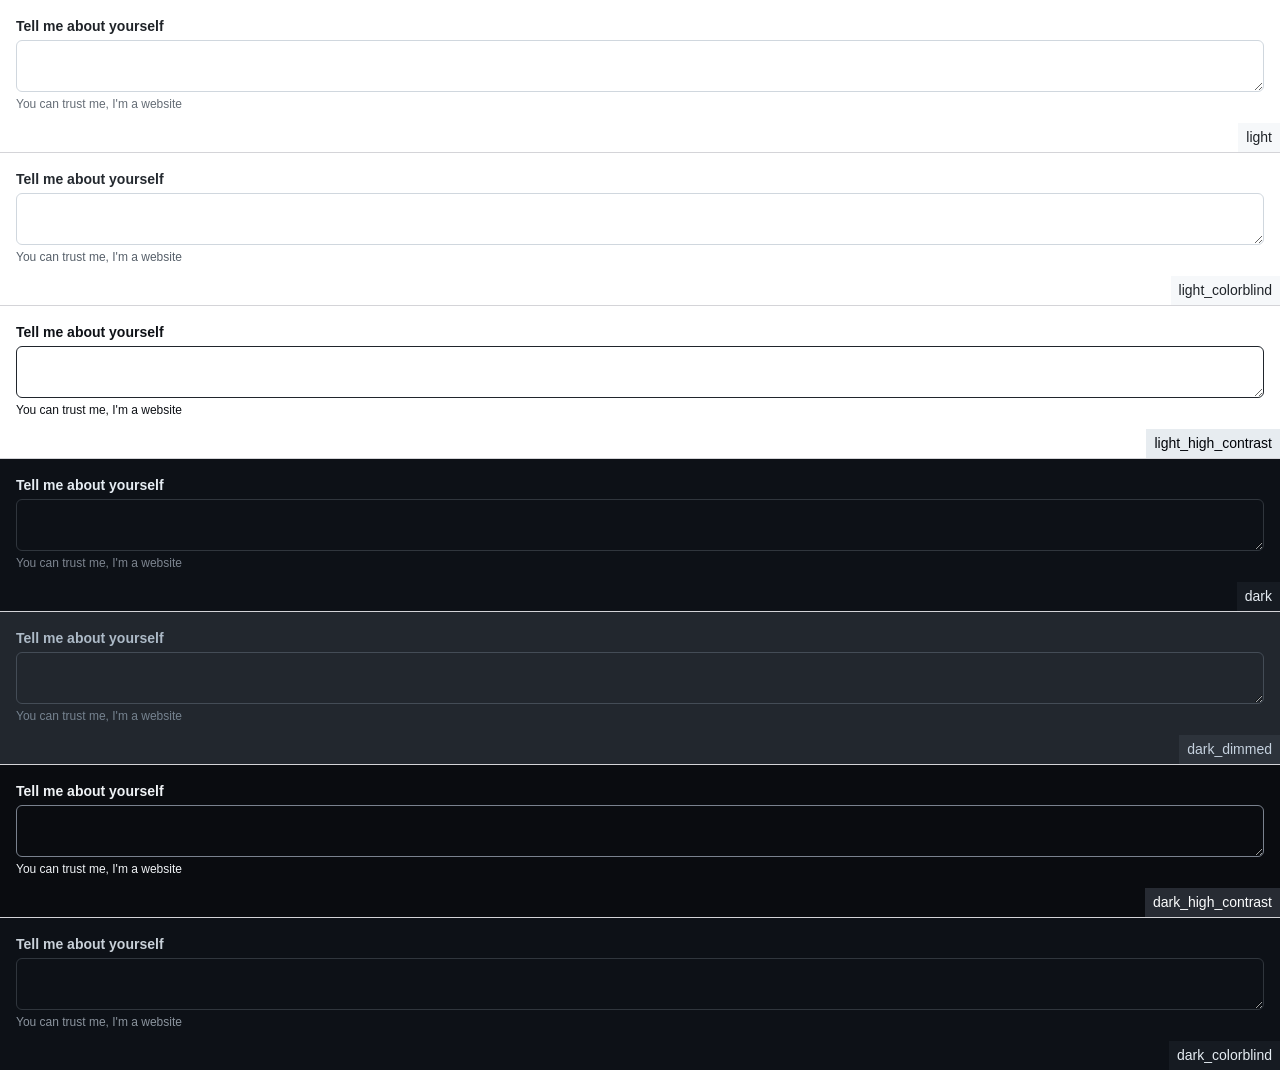 Tell me about yourself
You can trust me, I'm a website
light
Tell me about yourself
You can trust me, I'm a website
light_colorblind
Tell me about yourself
You can trust me, I'm a website
light_high_contrast
Tell me about yourself
You can trust me, I'm a website
dark
Tell me about yourself
You can trust me, I'm a website
dark_dimmed
Tell me about yourself
You can trust me, I'm a website
dark_high_contrast
Tell me about yourself
You can trust me, I'm a website
dark_colorblind